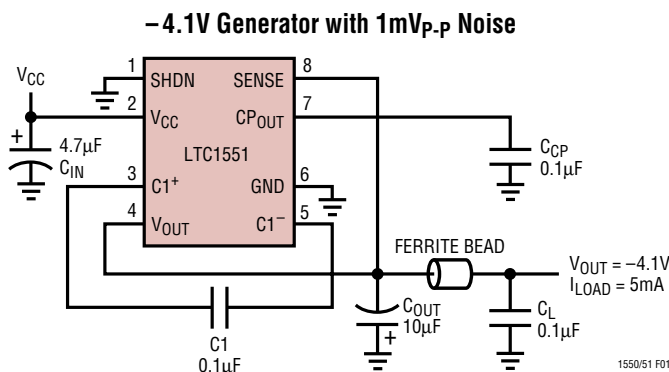 –4.1V Generator with 1mVP-P Noise
VCC
1
SHDN
SENSE
8
2
VCC
CPOUT
7
+
4.7µF
CIN
LTC1551
CCP
0.1µF
3
C1+
GND
6
4
VOUT
C1–
5
FERRITE BEAD
VOUT = –4.1V
ILOAD = 5mA
COUT
10µF
+
CL
0.1µF
C1
0.1µF
1550/51 F01